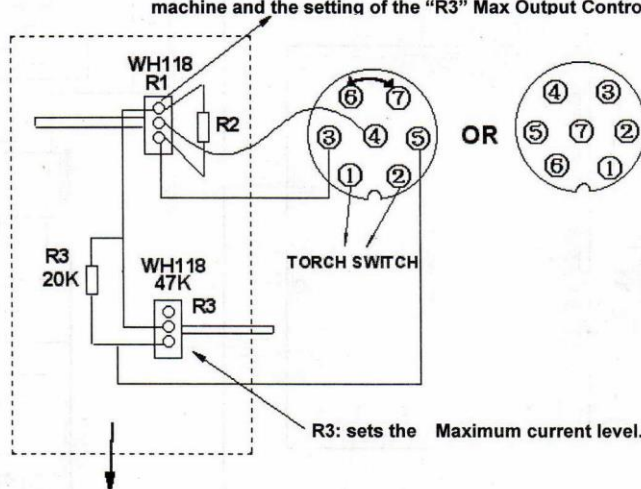 machine and the setting of the “R3” Max Output Contro
WH118
R1
R2
6 7
3 4 5
1 2
OR
4 3
5 7 2
6 1
TORCH SWITCH
R3
20K
WH118
47K
R3
R3: sets the Maximum current level.